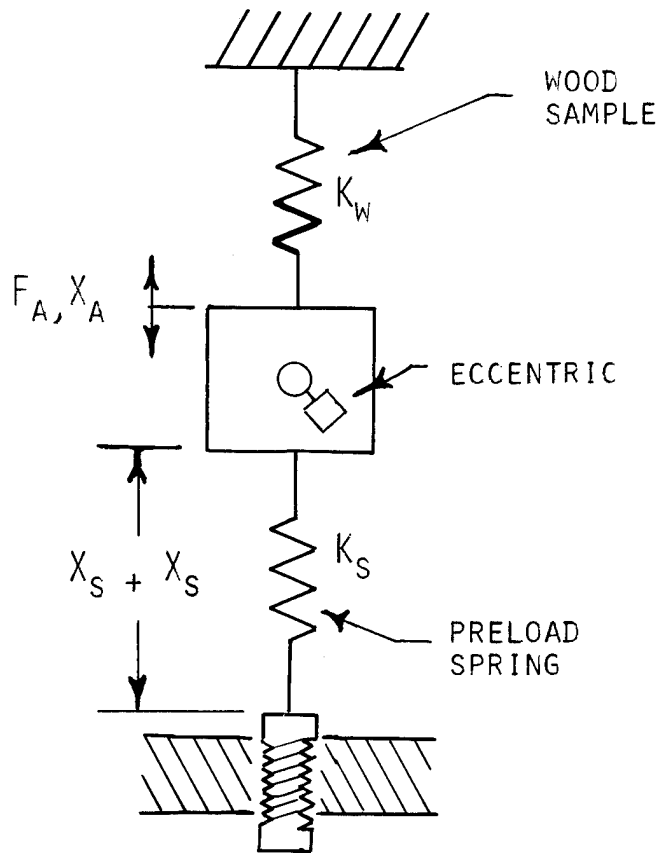 WOOD
SAMPLE
K_W
F_A, X_A
ECCENTRIC
X_S + X_S
K_S
PRELOAD
SPRING